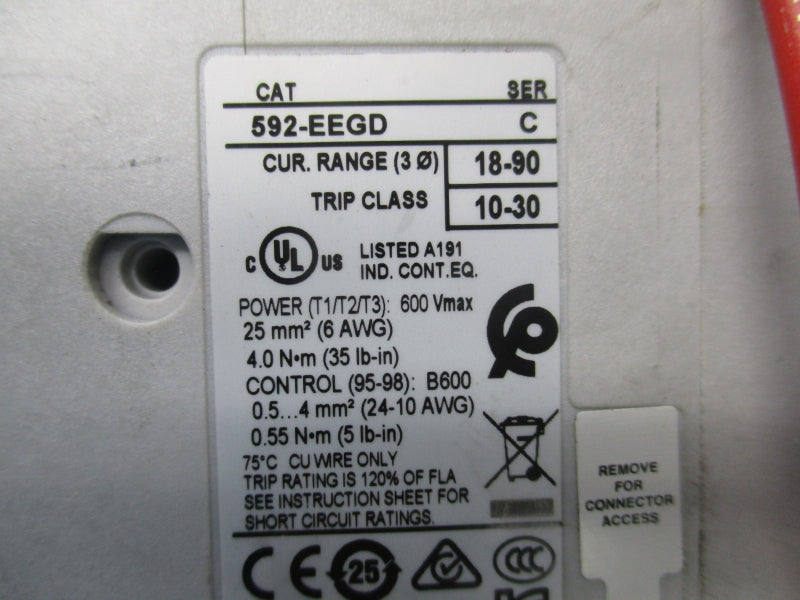 CAT SER
592-EEGD C
CUR. RANGE (3 Ø) 18-90
TRIP CLASS 10-30
C UL US LISTED A191
IND. CONT.EQ.
POWER (T1/T2/T3): 600 Vmax
25 mm² (6 AWG)
4.0 N•m (35 lb-in)
CONTROL (95-98): B600
0.5...4 mm² (24-10 AWG)
0.55 N•m (5 lb-in)
75°C CU WIRE ONLY
TRIP RATING IS 120% OF FLA
SEE INSTRUCTION SHEET FOR
SHORT CIRCUIT RATINGS.
CE 25 CCC
REMOVE
FOR
CONNECTOR
ACCESS